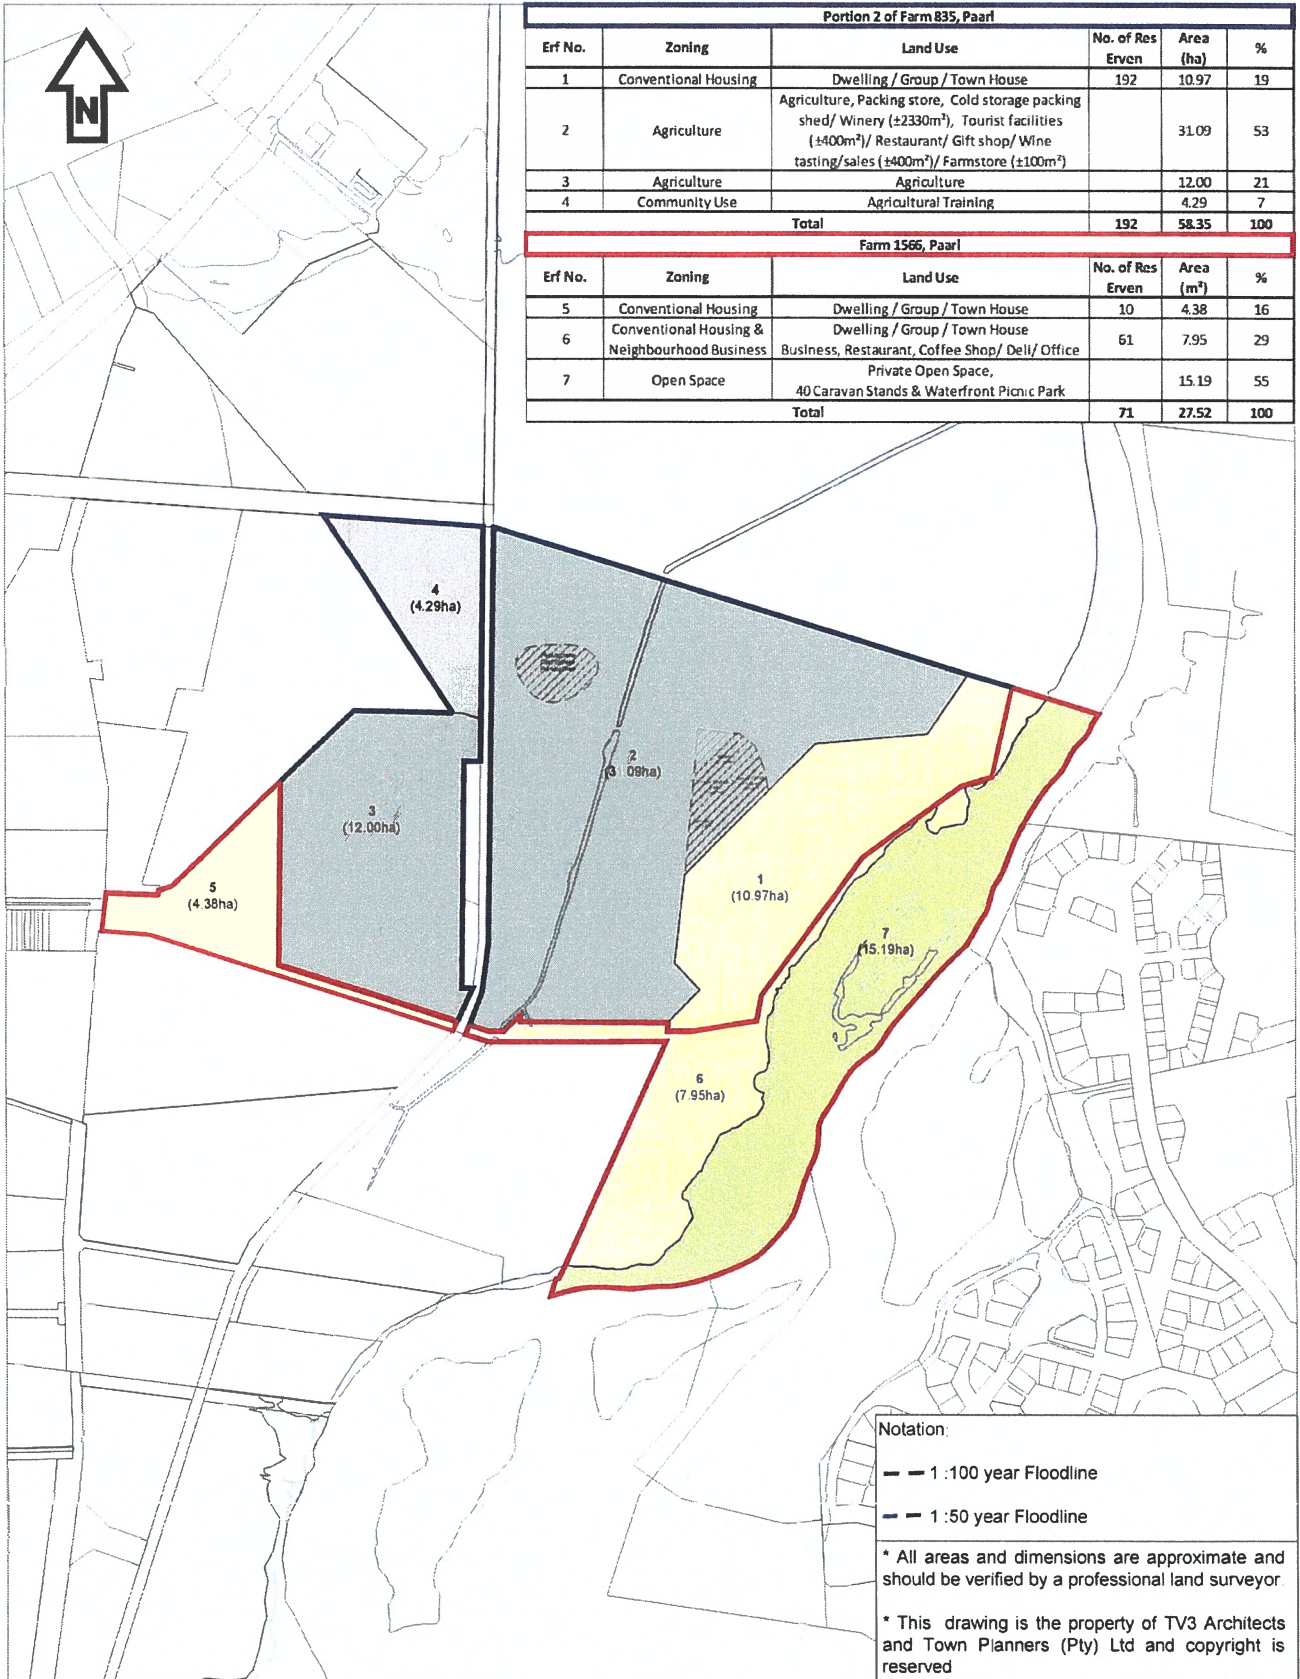 N
Portion 2 of Farm 835, Paarl
Erf No. Zoning Land Use No. of Res Erven Area (ha) %
1 Conventional Housing Dwelling / Group / Town House 192 10.97 19
2 Agriculture Agriculture, Packing store, Cold storage packing
shed/ Winery (±2330m²), Tourist facilities
(±400m²)/ Restaurant/ Gift shop/ Wine
tasting/sales (±400m²)/ Farmstore (±100m²) 31.09 53
3 Agriculture Agriculture 12.00 21
4 Community Use Agricultural Training 4.29 7
Total 192 58.35 100
Farm 1566, Paarl
Erf No. Zoning Land Use No. of Res Erven Area (m²) %
5 Conventional Housing Dwelling / Group / Town House 10 4.38 16
6 Conventional Housing & Neighbourhood Business Dwelling / Group / Town House
Business, Restaurant, Coffee Shop/ Deli/ Office 61 7.95 29
7 Open Space Private Open Space,
40 Caravan Stands & Waterfront Picnic Park 15.19 55
Total 71 27.52 100
4
(4.29ha)
2
(3 09ha)
3
(12.00ha)
1
(10.97ha)
5
(4.38ha)
7
(15.19ha)
6
(7.95ha)
Notation:
1 :100 year Floodline
1 :50 year Floodline
* All areas and dimensions are approximate and
should be verified by a professional land surveyor.
* This drawing is the property of TV3 Architects
and Town Planners (Pty) Ltd and copyright is
reserved